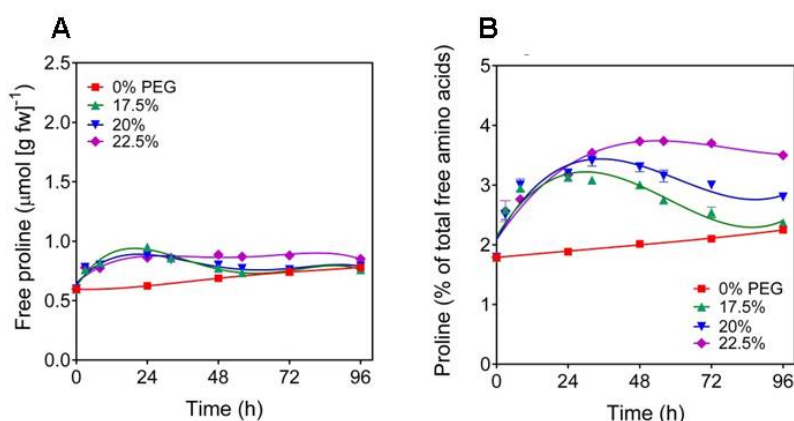 A
Free proline (µmol [g fw]⁻¹)
2.5
2.0
1.5
1.0
0.5
0.0
0% PEG
17.5%
20%
22.5%
0 24 48 72 96
Time (h)
B
Proline (% of total free amino acids)
5
4
3
2
1
0
0% PEG
17.5%
20%
22.5%
0 24 48 72 96
Time (h)